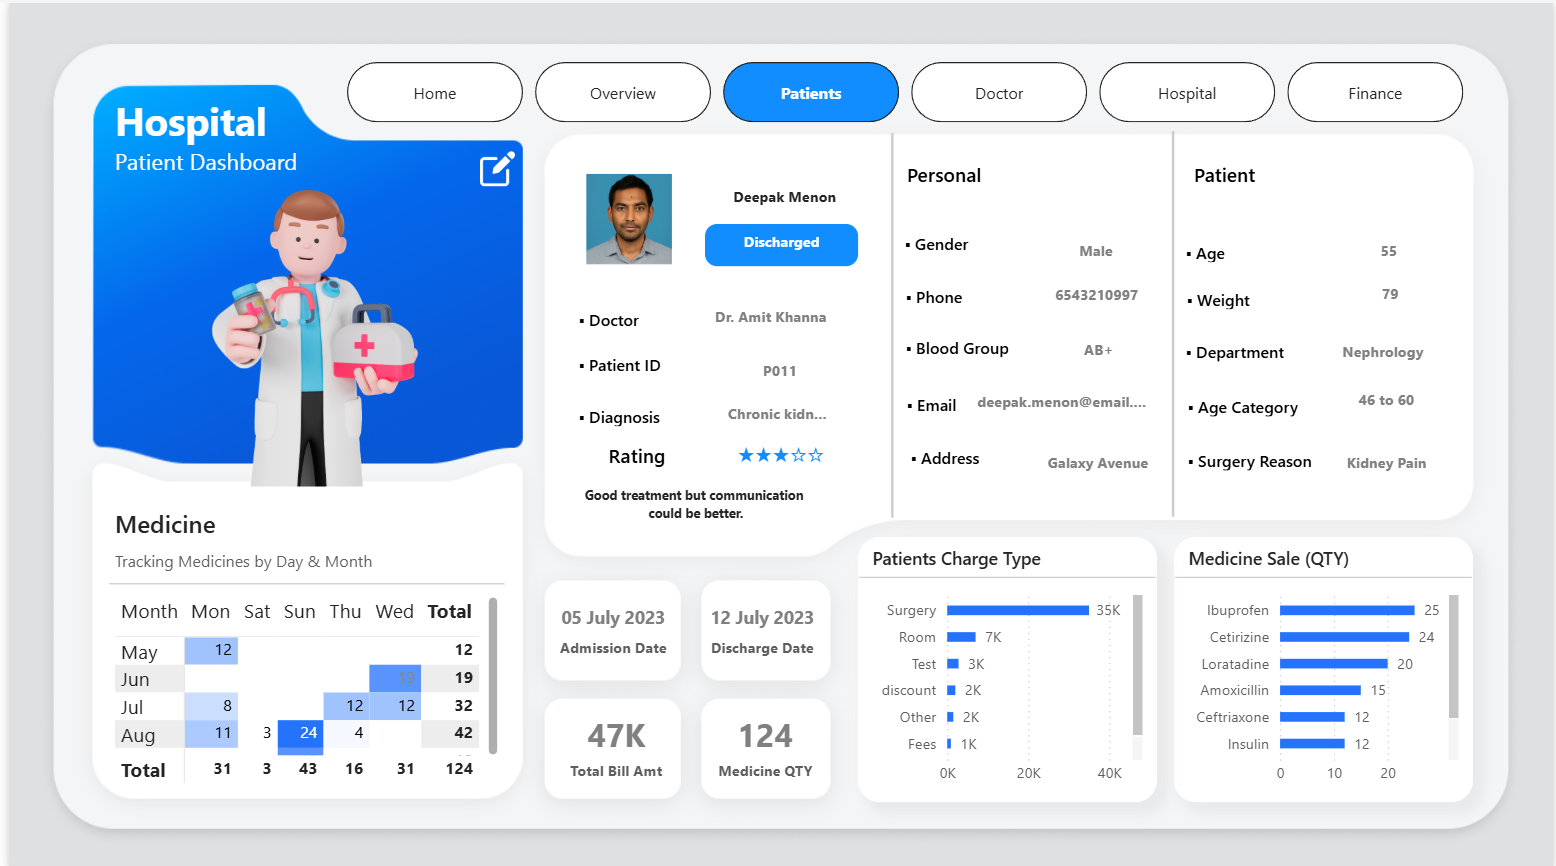 Home
Overview
Patients
Doctor
Hospital
Finance
Hospital
Patient Dashboard
Deepak Menon
Discharged
▪ Doctor Dr. Amit Khanna
▪ Patient ID P011
▪ Diagnosis Chronic kidn...
Rating ★★★☆☆
Good treatment but communication
could be better.
Personal
▪ Gender Male
▪ Phone 6543210997
▪ Blood Group AB+
▪ Email deepak.menon@email....
▪ Address Galaxy Avenue
Patient
▪ Age 55
▪ Weight 79
▪ Department Nephrology
▪ Age Category 46 to 60
▪ Surgery Reason Kidney Pain
Medicine
Tracking Medicines by Day & Month
Month Mon Sat Sun Thu Wed Total
May 12 12
Jun 19 19
Jul 8 12 12 32
Aug 11 3 24 4 42
Total 31 3 43 16 31 124
05 July 2023
Admission Date
12 July 2023
Discharge Date
47K
Total Bill Amt
124
Medicine QTY
Patients Charge Type
Surgery 35K
Room 7K
Test 3K
discount 2K
Other 2K
Fees 1K
0K 20K 40K
Medicine Sale (QTY)
Ibuprofen 25
Cetirizine 24
Loratadine 20
Amoxicillin 15
Ceftriaxone 12
Insulin 12
0 10 20